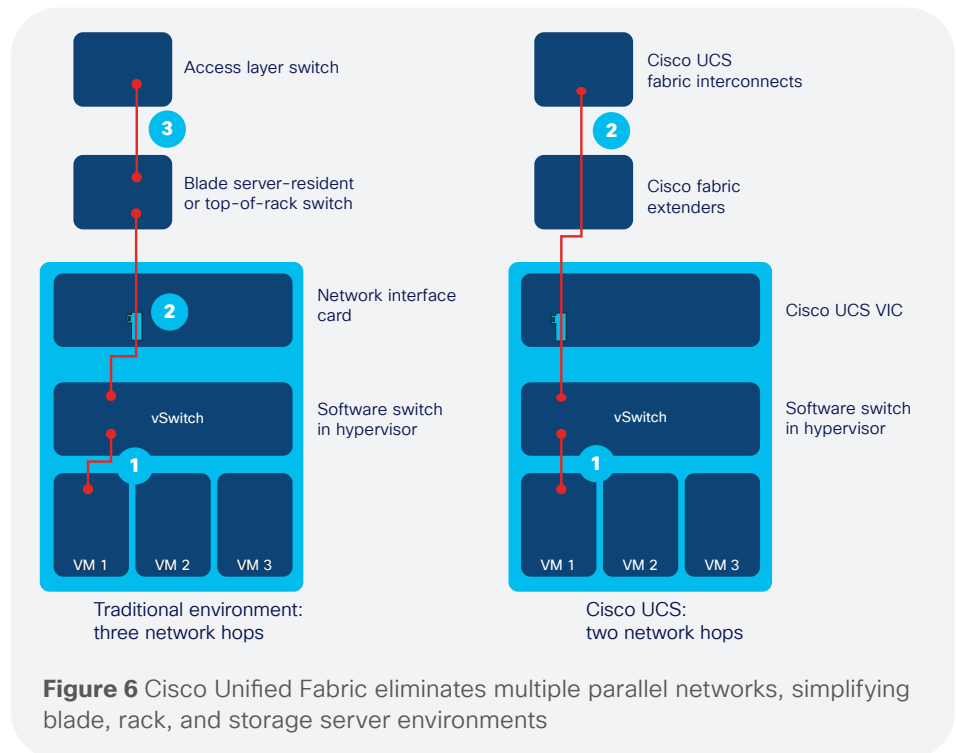 Access layer switch
3
Blade server-resident
or top-of-rack switch
2
Network interface
card
vSwitch
Software switch
in hypervisor
1
VM 1
VM 2
VM 3
Traditional environment:
three network hops
Cisco UCS
fabric interconnects
2
Cisco fabric
extenders
Cisco UCS VIC
vSwitch
Software switch
in hypervisor
1
VM 1
VM 2
VM 3
Cisco UCS:
two network hops
Figure 6 Cisco Unified Fabric eliminates multiple parallel networks, simplifying
blade, rack, and storage server environments